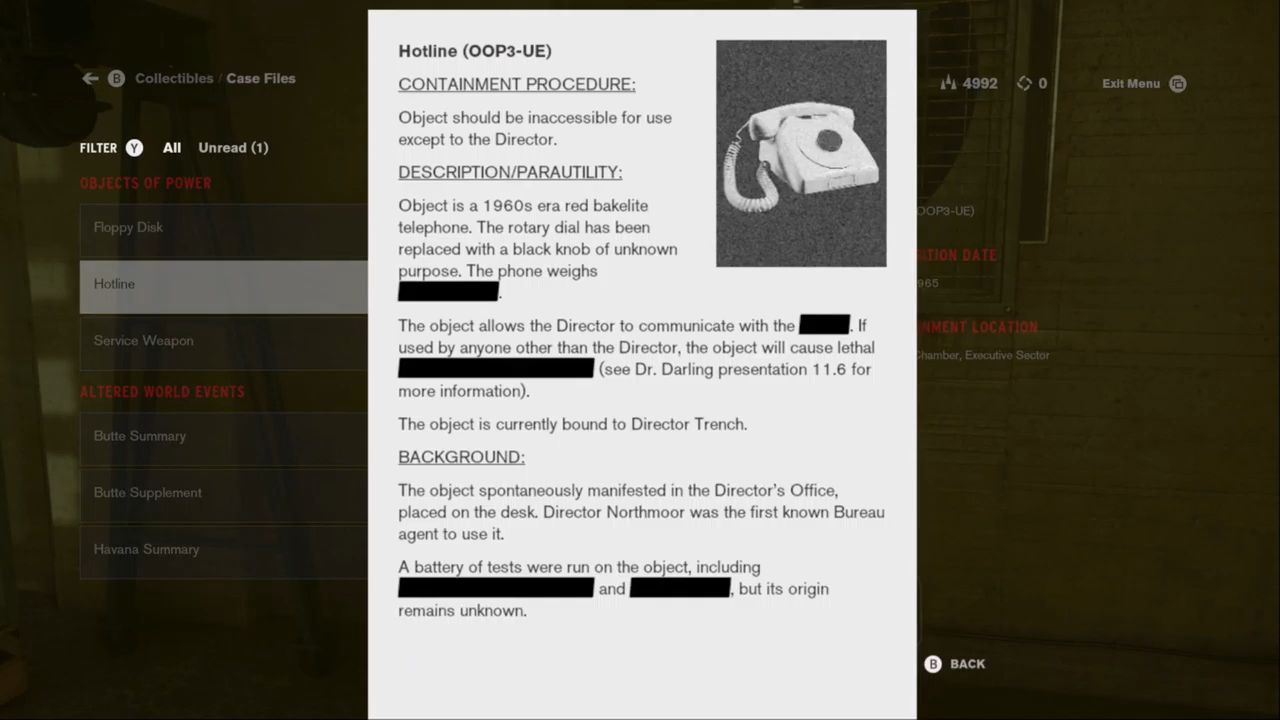 Collectibles / Case Files
B
4992
0
Exit Menu
FILTER Y All Unread (1)
OBJECTS OF POWER
Floppy Disk
Hotline
Service Weapon
ALTERED WORLD EVENTS
Butte Summary
Butte Supplement
Havana Summary
Hotline (OOP3-UE)
CONTAINMENT PROCEDURE:
Object should be inaccessible for use
except to the Director.
DESCRIPTION/PARAUTILITY:
Object is a 1960s era red bakelite
telephone. The rotary dial has been
replaced with a black knob of unknown
purpose. The phone weighs
.
The object allows the Director to communicate with the . If
used by anyone other than the Director, the object will cause lethal
(see Dr. Darling presentation 11.6 for
more information).
The object is currently bound to Director Trench.
BACKGROUND:
The object spontaneously manifested in the Director's Office,
placed on the desk. Director Northmoor was the first known Bureau
agent to use it.
A battery of tests were run on the object, including
and , but its origin
remains unknown.
OOP3-UE)
ITION DATE
965
NMENT LOCATION
Chamber, Executive Sector
B BACK